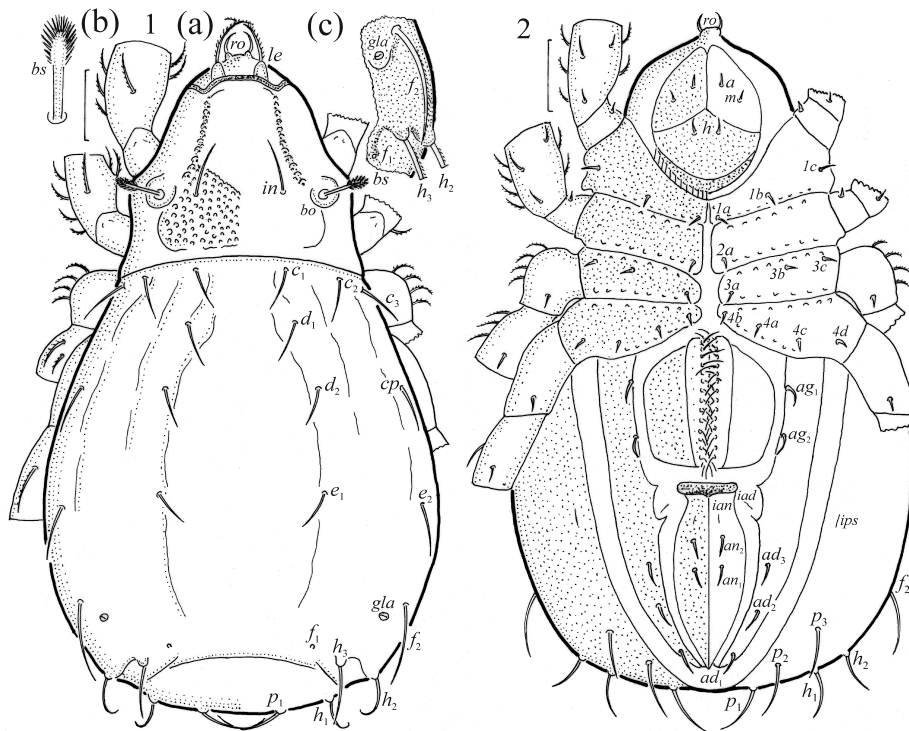 (b) 1 (a) (c) 2
bs
ro
le
gla
f₂
f₁
bs
h₃
h₂
in
bo
c₁
c₂
c₃
d₁
d₂
cp
e₁
e₂
gla
f₁
h₃
f₂
h₂
p₁
h₁
ro
a
m
h
1c
1b
1a
2a
3b
3c
3a
4b
4a
4c
4d
ag₁
ag₂
ian
iad
ips
an₂
an₁
ad₃
ad₂
f₂
p₃
h₂
p₂
ad₁
p₁
h₁